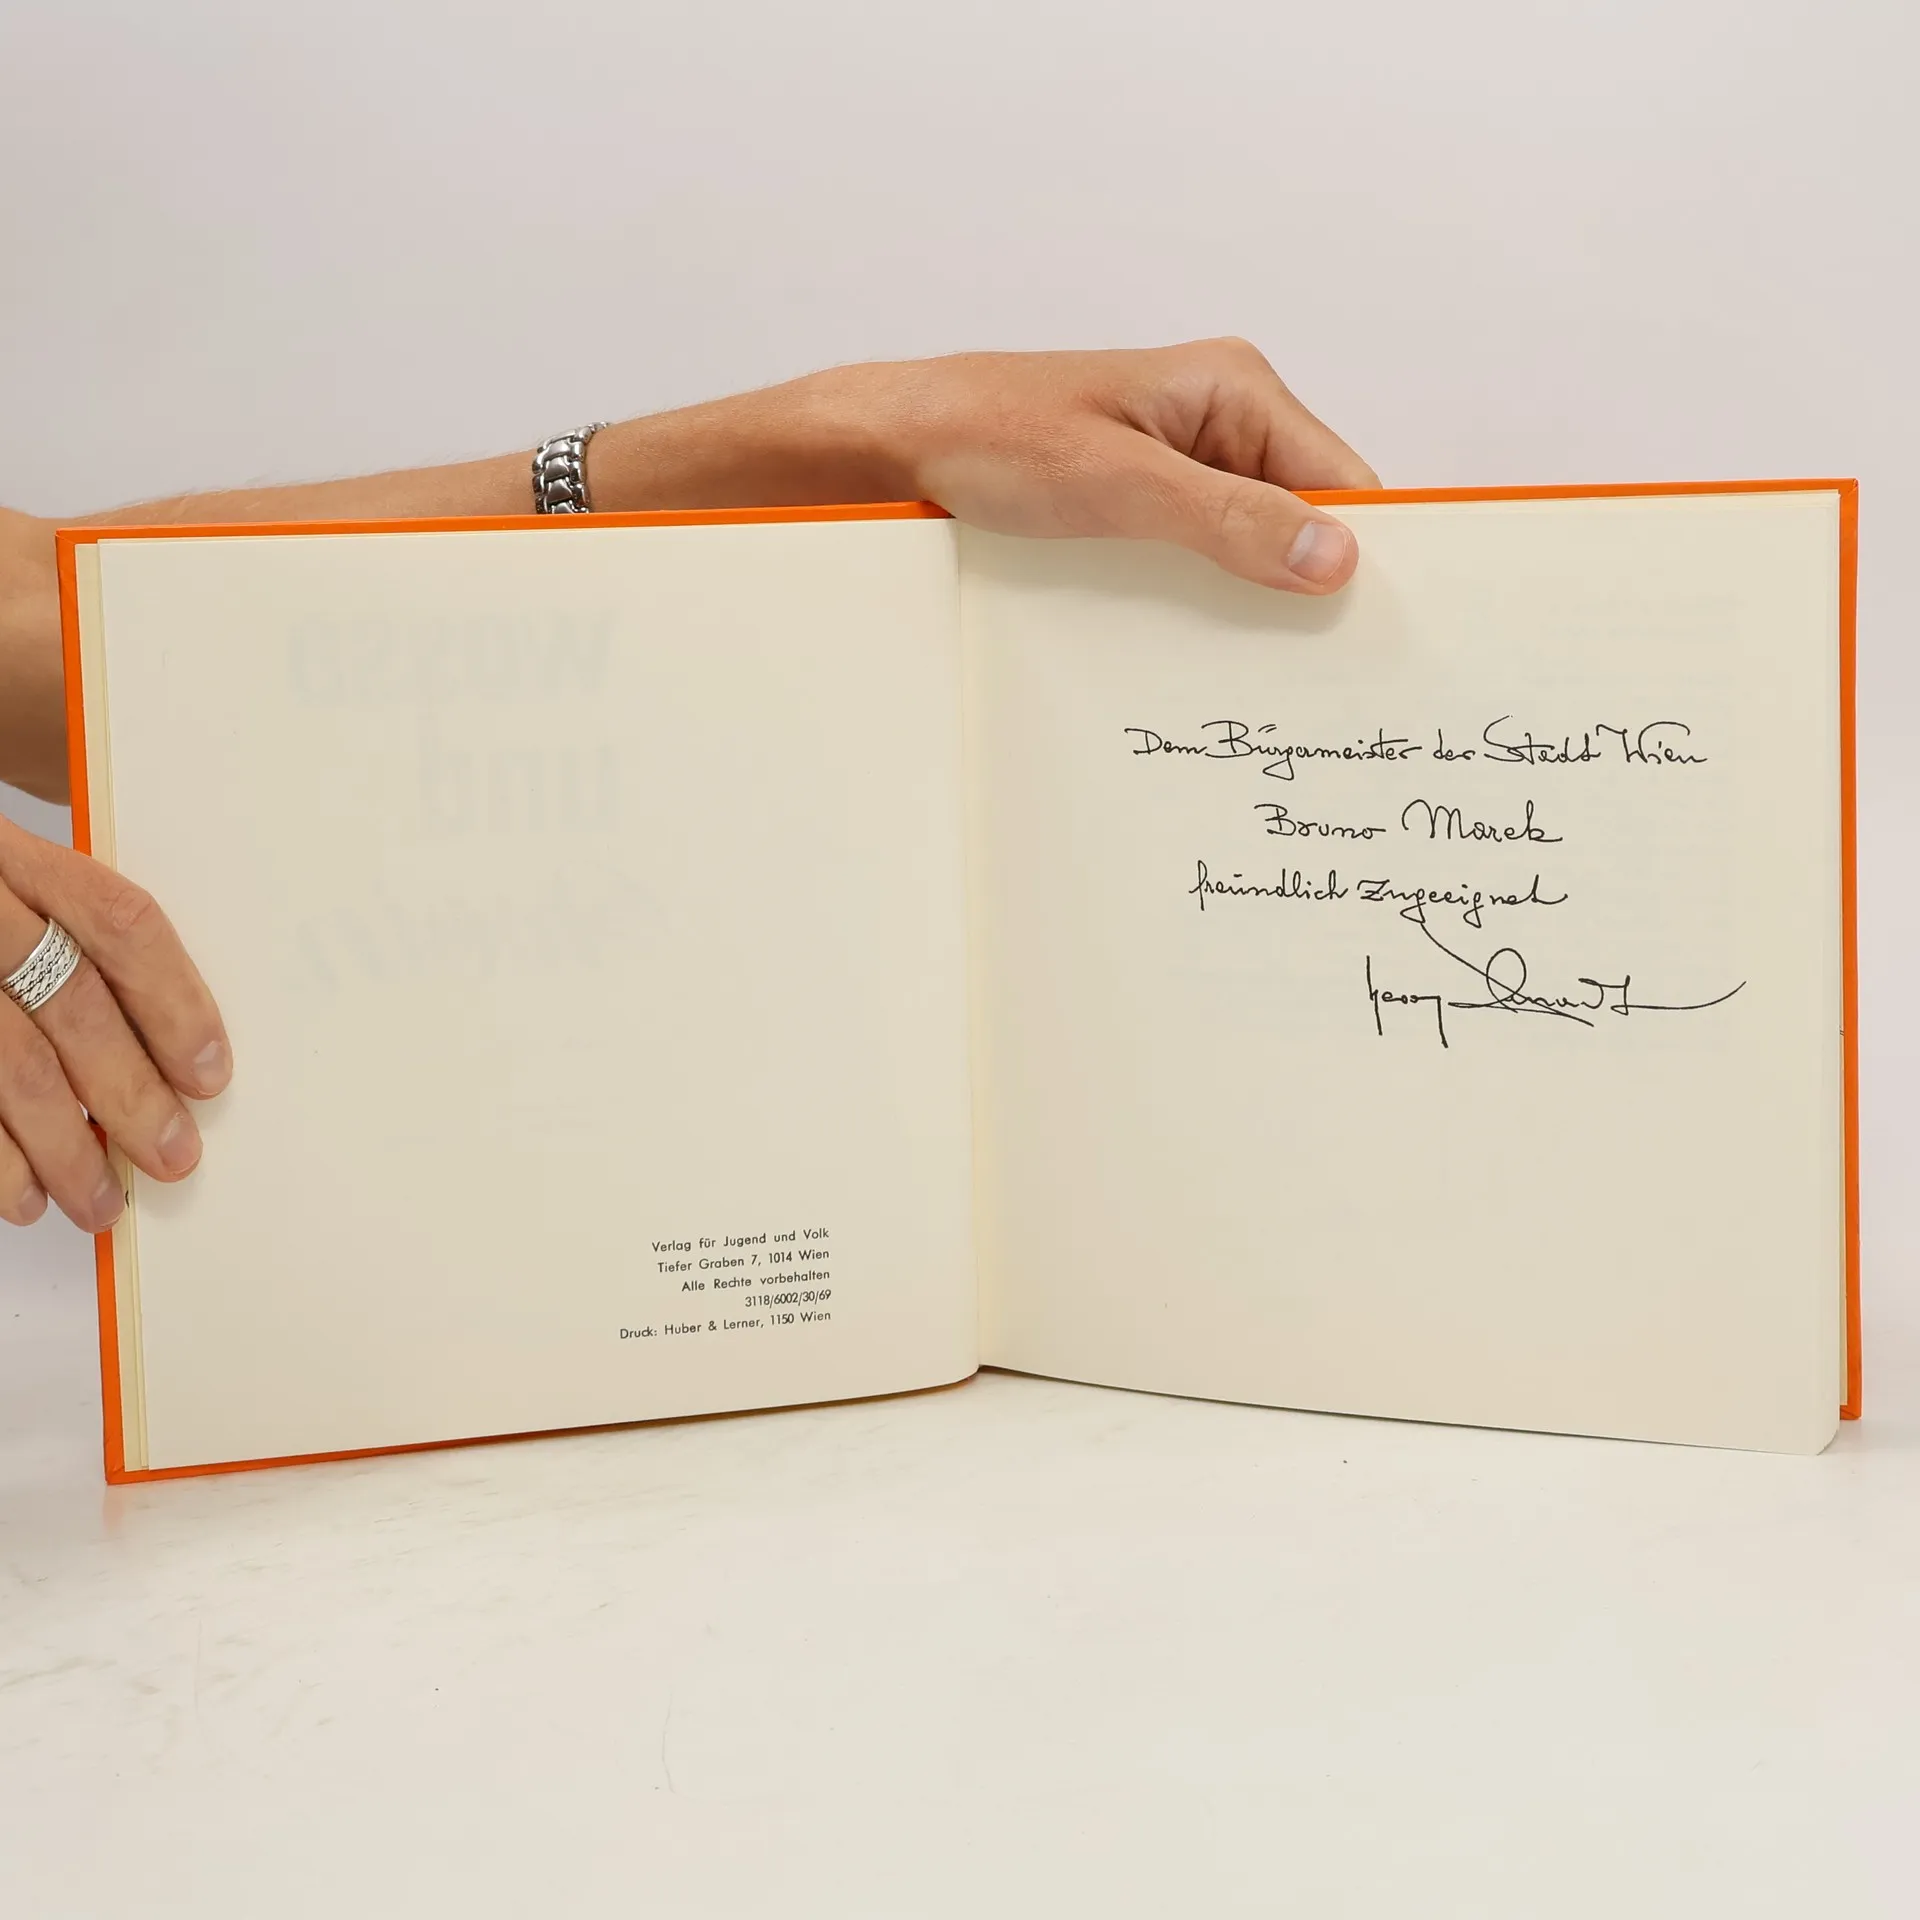 Verlag für Jugend und Volk
Tiefer Graben 7, 1014 Wien
Alle Rechte vorbehalten
3118/6002/30/69
Druck: Huber & Lerner, 1150 Wien
Dem Bürgermeister der Stadt Wien
Bruno Marek
freundlich zugeeignet